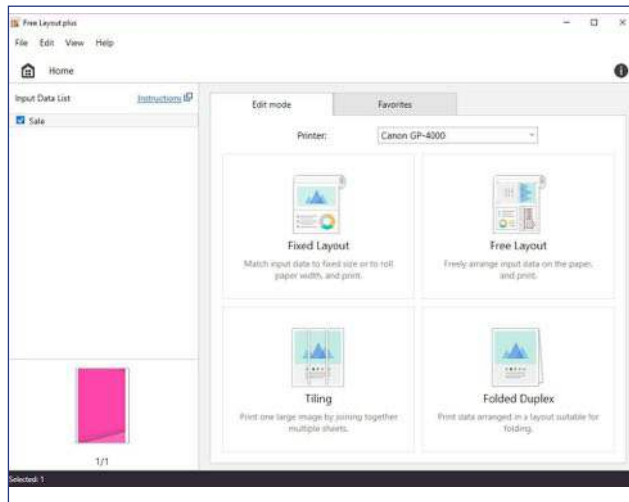 Free Layout plus
File Edit View Help
Home
Input Data List Instructions
Sale
1/1
Edit mode Favorites
Printer: Canon GP-4000
Fixed Layout
Match input data to fixed size or to roll
paper width, and print.
Free Layout
Freely arrange input data on the paper,
and print.
Tiling
Print one large image by joining together
multiple sheets.
Folded Duplex
Print data arranged in a layout suitable for
folding.
Selected: 1